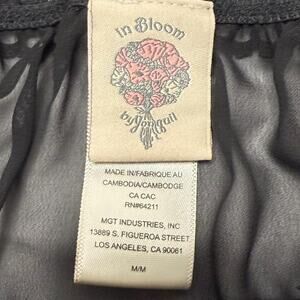 in Bloom
by Jonquil
MADE IN/FABRIQUE AU
CAMBODIA/CAMBODGE
CA CAC
RN#64211
MGT INDUSTRIES, INC
13889 S. FIGUEROA STREET
LOS ANGELES, CA 90061
M/M